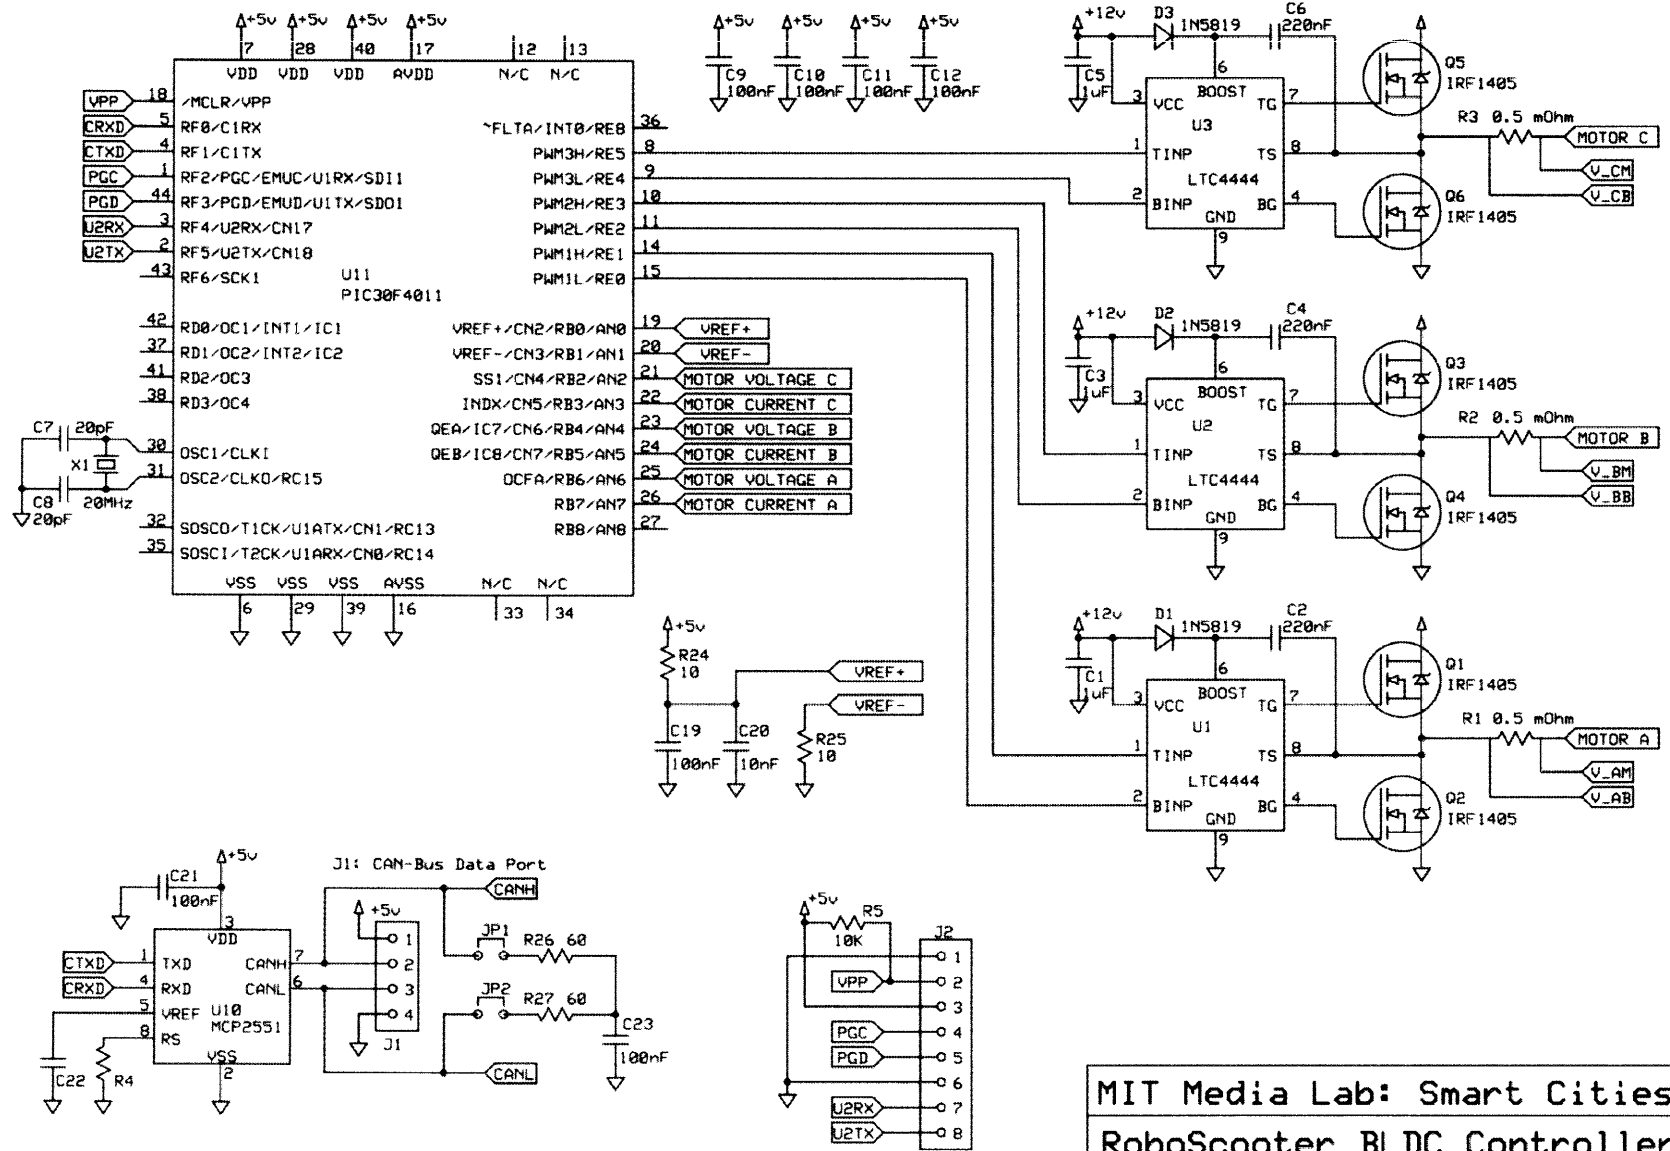 +5v +5v +5v +5v
7 28 40 17 12 13
VDD VDD VDD AVDD N/C N/C
VPP 18 /MCLR/VPP
CRXD 5 RF0/C1RX
CTXD 4 RF1/C1TX
PGC 1 RF2/PGC/EMUC/U1RX/SDI1
PGD 44 RF3/PGD/EMUD/U1TX/SDO1
U2RX 3 RF4/U2RX/CN17
U2TX 2 RF5/U2TX/CN18
43 RF6/SCK1
U11
PIC30F4011
42 RD0/OC1/INT1/IC1
37 RD1/OC2/INT2/IC2
41 RD2/OC3
38 RD3/OC4
C7 20pF
30 OSC1/CLKI
X1
31 OSC2/CLKO/RC15
C8 20MHz
20pF
32 SOSCO/T1CK/U1ATX/CN1/RC13
35 SOSCI/T2CK/U1ARX/CN0/RC14
VSS VSS VSS AVSS N/C N/C
6 29 39 16 33 34
~FLTA/INT0/RE8 36
PWM3H/RE5 8
PWM3L/RE4 9
PWM2H/RE3 10
PWM2L/RE2 11
PWM1H/RE1 14
PWM1L/RE0 15
VREF+/CN2/RB0/AN0 19 VREF+
VREF-/CN3/RB1/AN1 20 VREF-
SS1/CN4/RB2/AN2 21 MOTOR VOLTAGE C
INDX/CN5/RB3/AN3 22 MOTOR CURRENT C
QEA/IC7/CN6/RB4/AN4 23 MOTOR VOLTAGE B
QEB/IC8/CN7/RB5/AN5 24 MOTOR CURRENT B
OCFA/RB6/AN6 25 MOTOR VOLTAGE A
RB7/AN7 26 MOTOR CURRENT A
RB8/AN8 27
+5v +5v +5v +5v
C9 C10 C11 C12
100nF 100nF 100nF 100nF
+12v D3 1N5819 C6 220nF
C5 1uF
6 BOOST
3 VCC TG 7
U3
1 TINP TS 8
LTC4444
2 BINP BG 4
GND
9
Q5
IRF1405
R3 0.5 mOhm
MOTOR C
V_CM
V_CB
Q6
IRF1405
+12v D2 1N5819 C4 220nF
C3 1uF
6 BOOST
3 VCC TG 7
U2
1 TINP TS 8
LTC4444
2 BINP BG 4
GND
9
Q3
IRF1405
R2 0.5 mOhm
MOTOR B
V_BM
V_BB
Q4
IRF1405
+12v D1 1N5819 C2 220nF
C1 1uF
6 BOOST
3 VCC TG 7
U1
1 TINP TS 8
LTC4444
2 BINP BG 4
GND
9
Q1
IRF1405
R1 0.5 mOhm
MOTOR A
V_AM
V_AB
Q2
IRF1405
+5v
R24
10
VREF+
VREF-
C19 C20 R25
100nF 10nF 10
+5v
C21
100nF
3
VDD
CTXD 1 TXD CANH 7
CRXD 4 RXD CANL 6
5 VREF U10
MCP2551
8 RS
VSS
2
C22 R4
J1: CAN-Bus Data Port
CANH
+5v
1
2
3
4
J1
JP1 R26 60
JP2 R27 60
C23
100nF
CANL
+5v R5
10K
J2
1
VPP 2
3
PGC 4
PGD 5
6
U2RX 7
U2TX 8
MIT Media Lab: Smart Cities
RoboScooter BLDC Controller